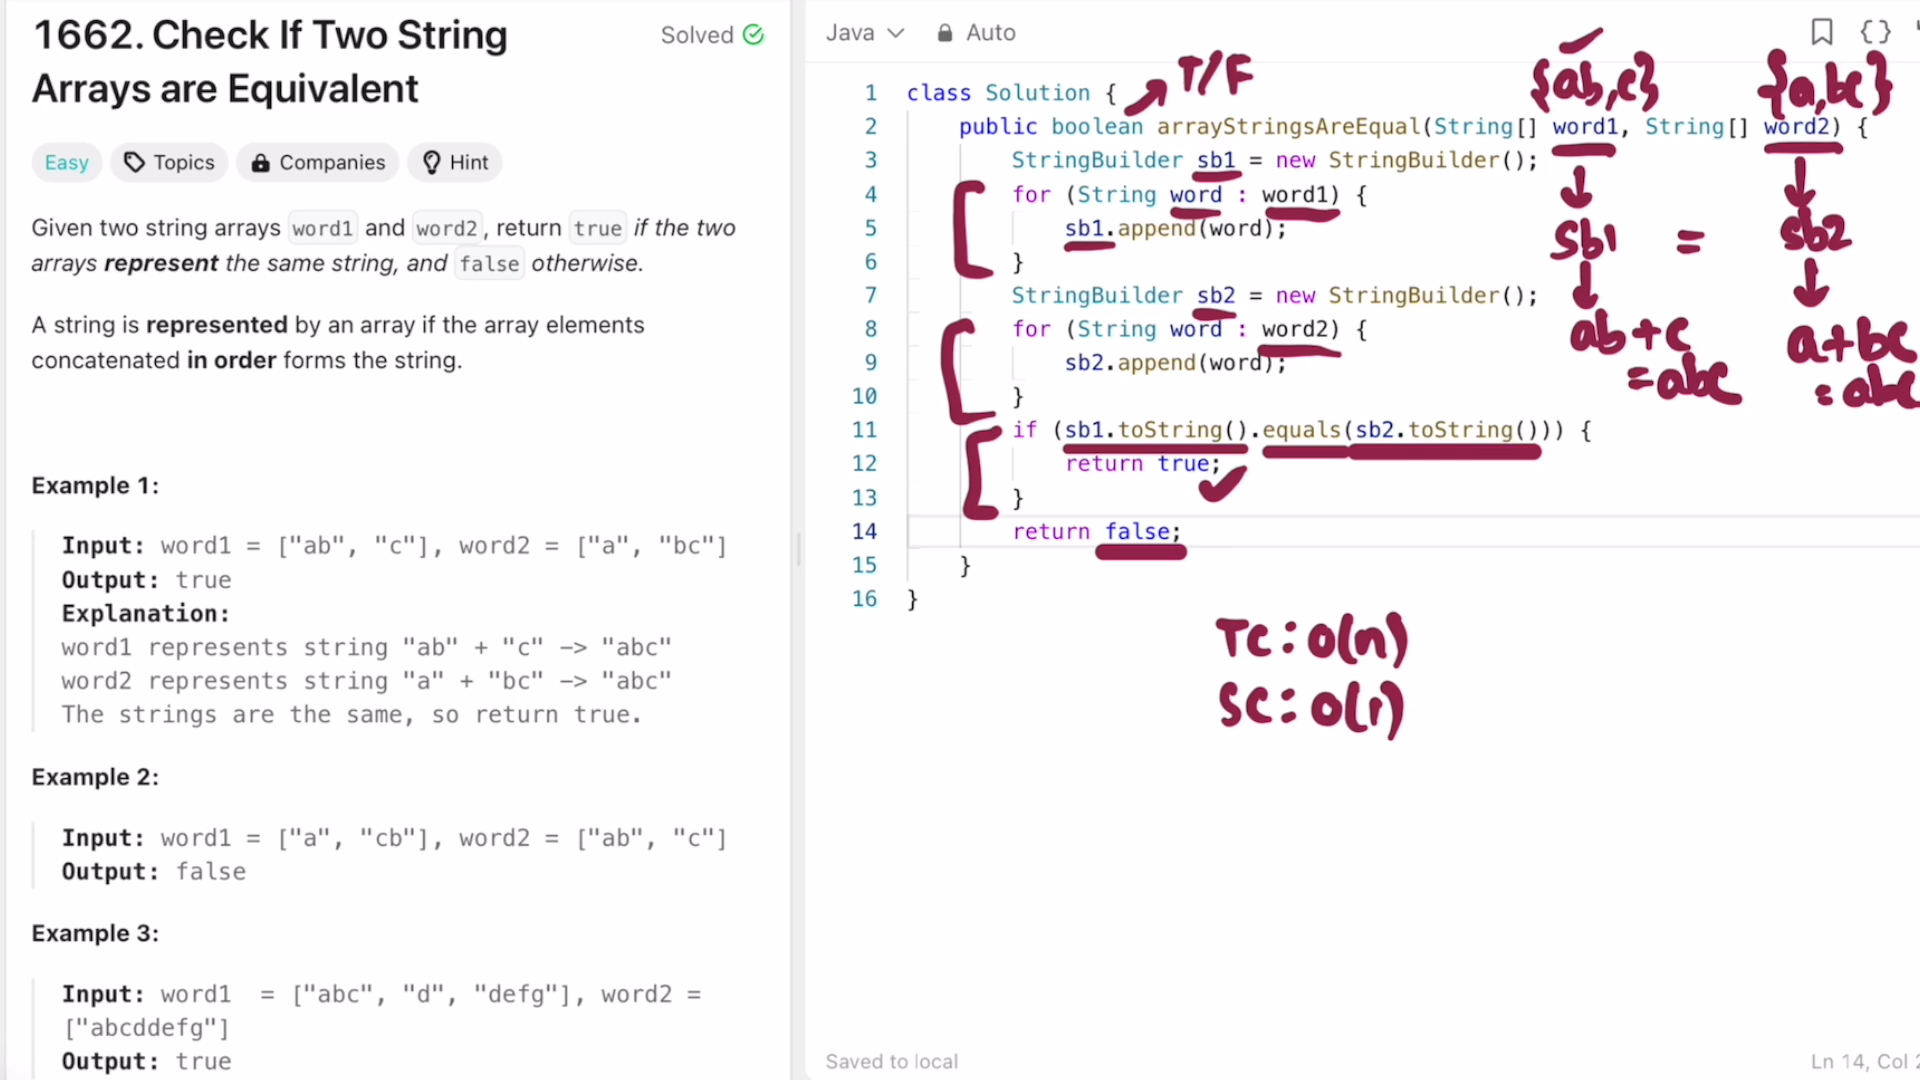 1662. Check If Two String
Arrays are Equivalent
Solved
Easy Topics Companies Hint
Given two string arrays word1 and word2, return true if the two
arrays represent the same string, and false otherwise.
A string is represented by an array if the array elements
concatenated in order forms the string.
Example 1:
Input: word1 = ["ab", "c"], word2 = ["a", "bc"]
Output: true
Explanation:
word1 represents string "ab" + "c" -> "abc"
word2 represents string "a" + "bc" -> "abc"
The strings are the same, so return true.
Example 2:
Input: word1 = ["a", "cb"], word2 = ["ab", "c"]
Output: false
Example 3:
Input: word1  = ["abc", "d", "defg"], word2 =
["abcddefg"]
Output: true
Java Auto
{}
T/F
{ab,c} {a,bc}
1 class Solution {
2 public boolean arrayStringsAreEqual(String[] word1, String[] word2) {
3 StringBuilder sb1 = new StringBuilder();
4 for (String word : word1) {
5 sb1.append(word);
6 }
7 StringBuilder sb2 = new StringBuilder();
8 for (String word : word2) {
9 sb2.append(word);
10 }
11 if (sb1.toString().equals(sb2.toString())) {
12 return true;
13 }
14 return false;
15 }
16 }
sb1 = sb2
ab+c
=abc
a+bc
=abc
TC: O(n)
SC: O(1)
Saved to local
Ln 14, Col